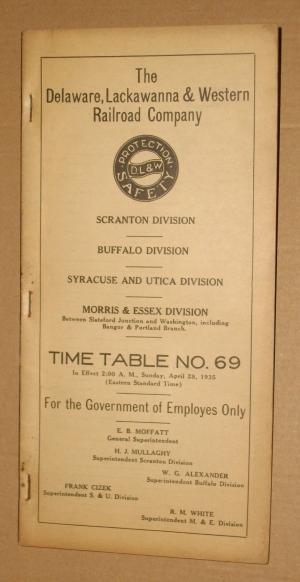 The
Delaware, Lackawanna & Western
Railroad Company
PROTECTION
D.L.& W
SAFETY
SCRANTON DIVISION
BUFFALO DIVISION
SYRACUSE AND UTICA DIVISION
MORRIS & ESSEX DIVISION
Between Slateford Junction and Washington, including
Bangor & Portland Branch.
TIME TABLE NO. 69
In Effect 2:00 A. M., Sunday, April 28, 1935
(Eastern Standard Time)
For the Government of Employes Only
E. B. MOFFATT
General Superintendent
H. J. MULLAGHY
Superintendent Scranton Division
W. G. ALEXANDER
Superintendent Buffalo Division
FRANK CIZEK
Superintendent S. & U. Division
R. M. WHITE
Superintendent M. & E. Division